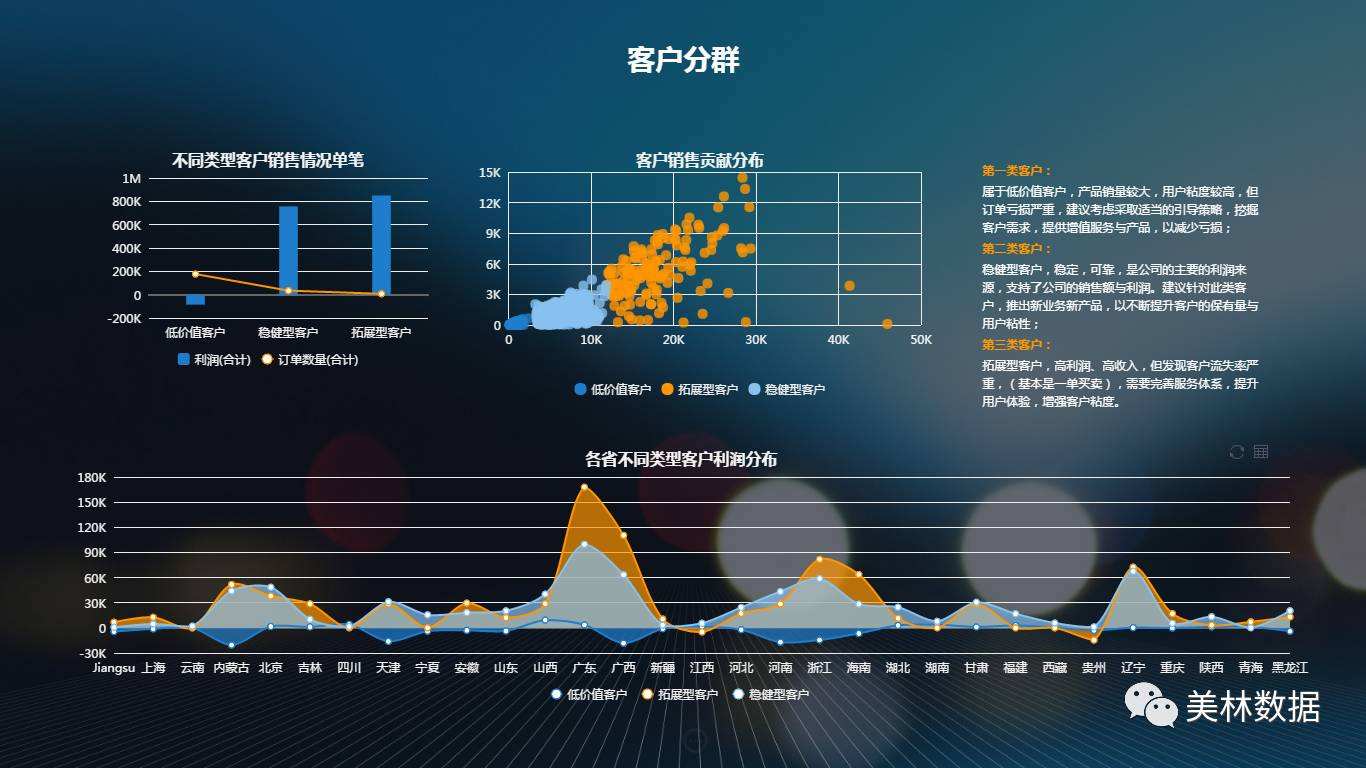 客户分群
不同类型客户销售情况单笔
1M
800K
600K
400K
200K
0
-200K
低价值客户 稳健型客户 拓展型客户
利润(合计) 订单数量(合计)
客户销售贡献分布
15K
12K
9K
6K
3K
0
0 10K 20K 30K 40K 50K
低价值客户 拓展型客户 稳健型客户
第一类客户：
属于低价值客户，产品销量较大，用户粘度较高，但
订单亏损严重，建议考虑采取适当的引导策略，挖掘
客户需求，提供增值服务与产品，以减少亏损；
第二类客户：
稳健型客户，稳定，可靠，是公司的主要的利润来
源，支持了公司的销售额与利润。建议针对此类客
户，推出新业务新产品，以不断提升客户的保有量与
用户粘性；
第三类客户：
拓展型客户，高利润、高收入，但发现客户流失率严
重，（基本是一单买卖），需要完善服务体系，提升
用户体验，增强客户粘度。
各省不同类型客户利润分布
180K
150K
120K
90K
60K
30K
0
-30K
Jiangsu 上海 云南 内蒙古 北京 吉林 四川 天津 宁夏 安徽 山东 山西 广东 广西 新疆 江西 河北 河南 浙江 海南 湖北 湖南 甘肃 福建 西藏 贵州 辽宁 重庆 陕西 青海 黑龙江
低价值客户 拓展型客户 稳健型客户
美林数据